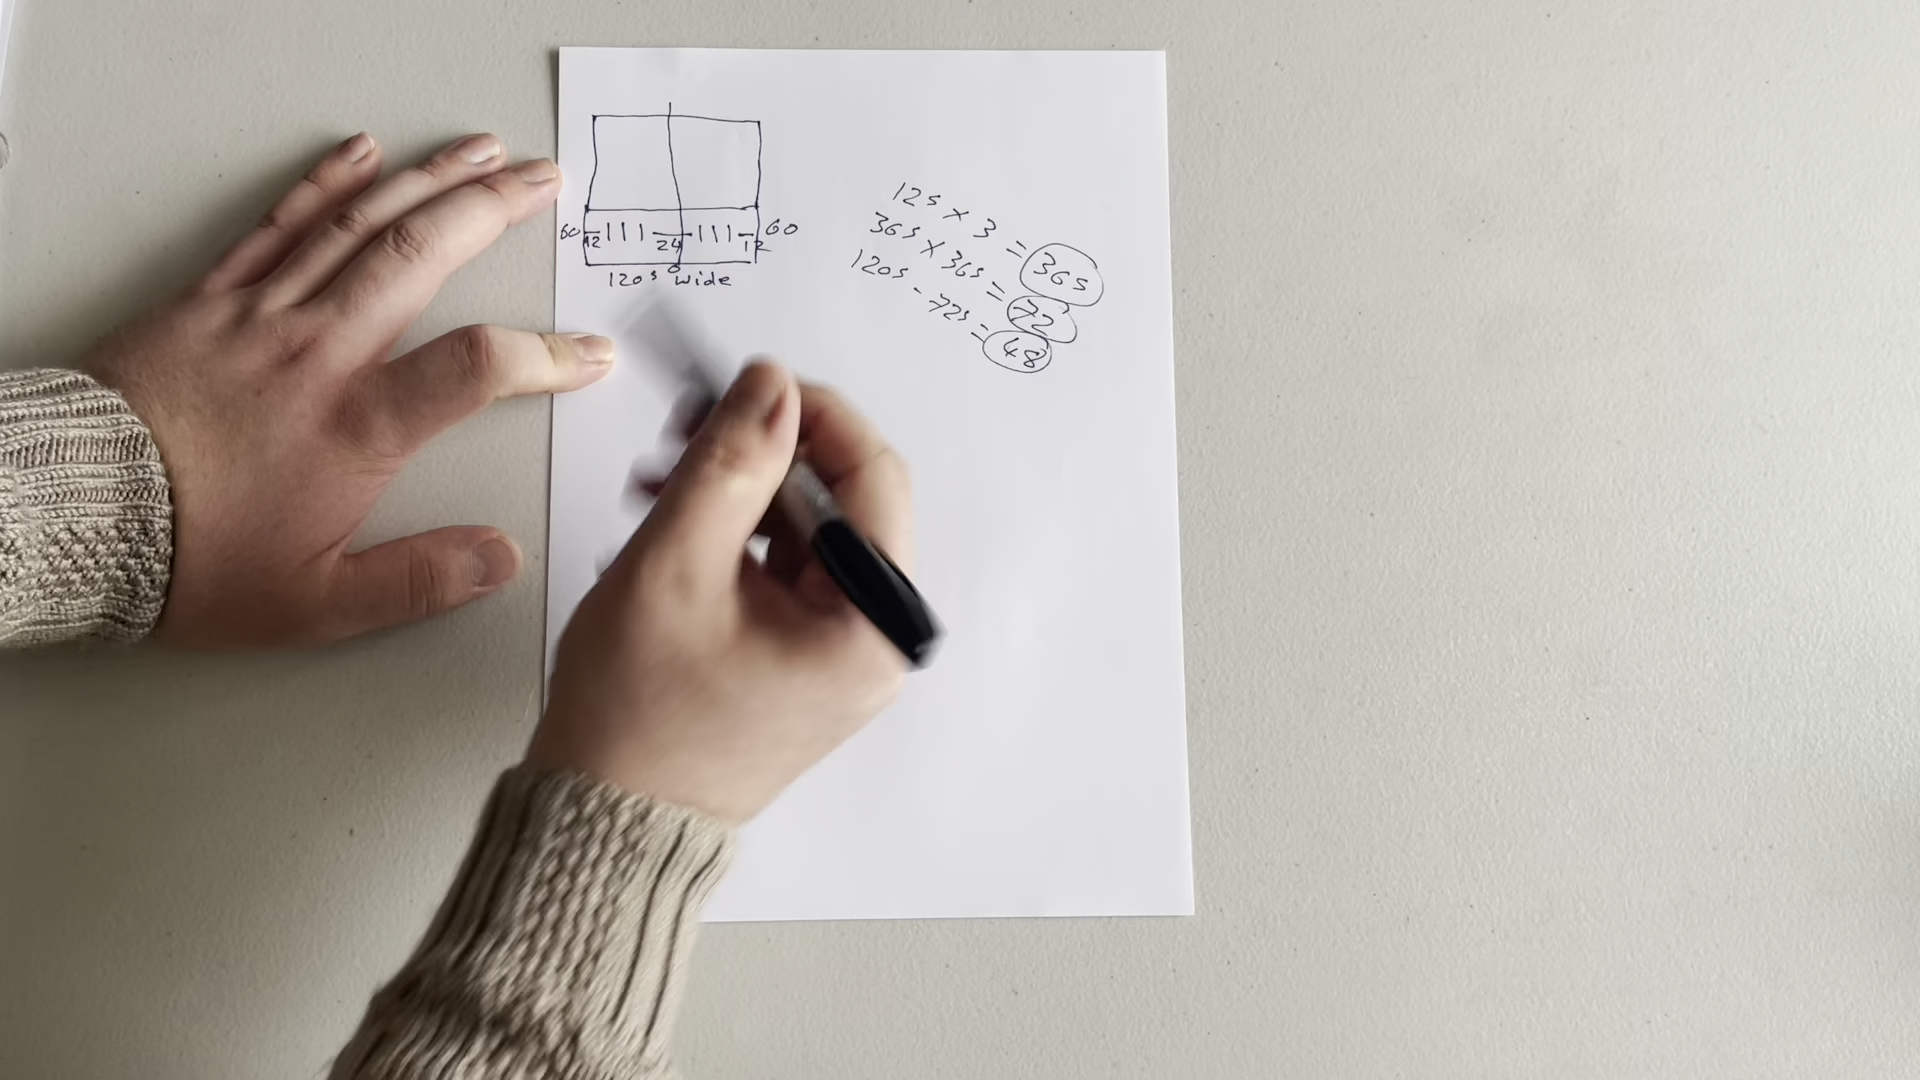 60 12 24 12 60
120s wide
12s x 3 = 36s
36s x 36s = 72
120s - 72s = 48